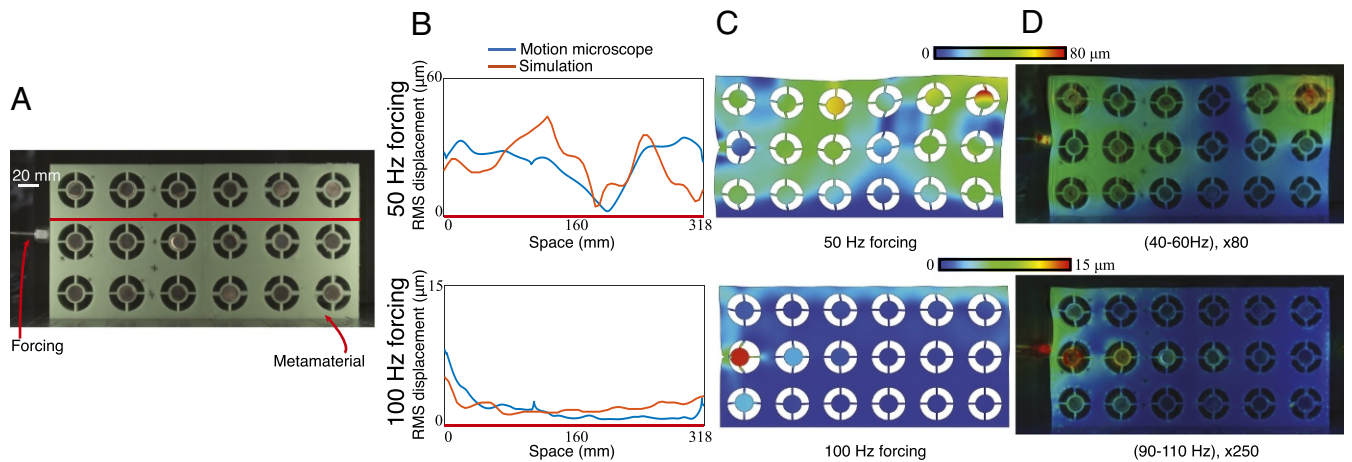 A
20 mm
Forcing
Metamaterial
B
Motion microscope
Simulation
50 Hz forcing
RMS displacement (μm)
60
0
0
160
318
Space (mm)
100 Hz forcing
RMS displacement (μm)
15
0
0
160
318
Space (mm)
C
0
80 μm
50 Hz forcing
0
15 μm
100 Hz forcing
D
(40-60Hz), x80
(90-110 Hz), x250